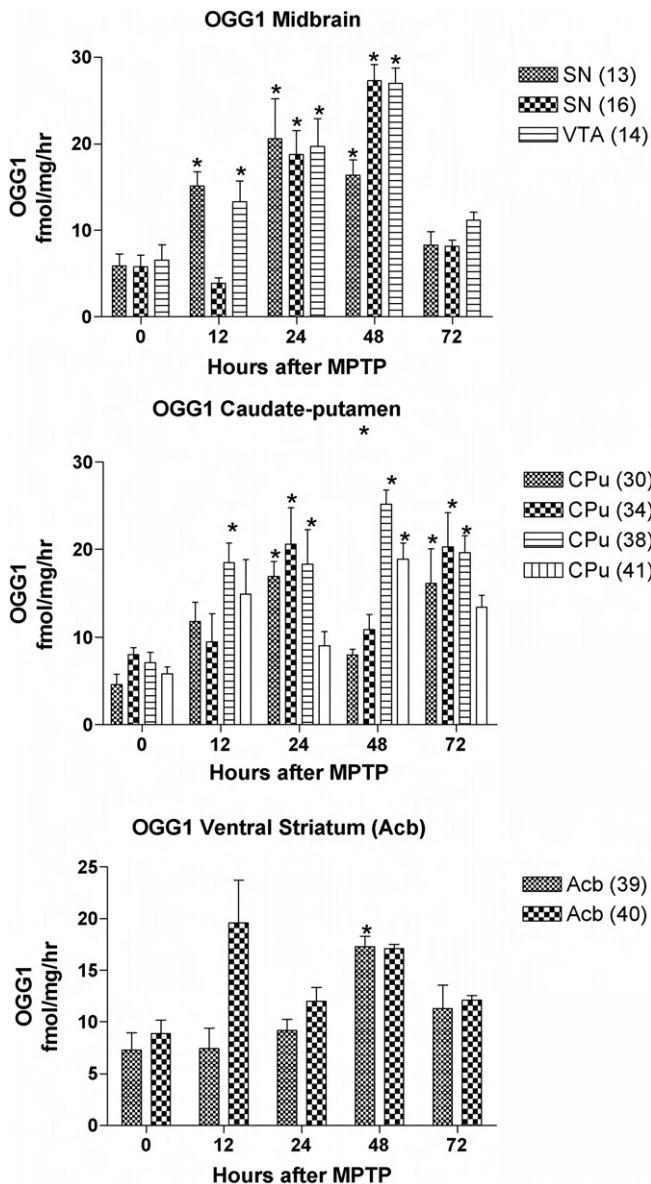 OGG1 Midbrain
OGG1
fmol/mg/hr
30
20
10
0
* * * * * * * *
0 12 24 48 72
Hours after MPTP
SN (13)
SN (16)
VTA (14)
OGG1 Caudate-putamen
*
OGG1
fmol/mg/hr
30
20
10
0
* * * * * * * * *
0 12 24 48 72
Hours after MPTP
CPu (30)
CPu (34)
CPu (38)
CPu (41)
OGG1 Ventral Striatum (Acb)
OGG1
fmol/mg/hr
25
20
15
10
5
0
*
0 12 24 48 72
Hours after MPTP
Acb (39)
Acb (40)